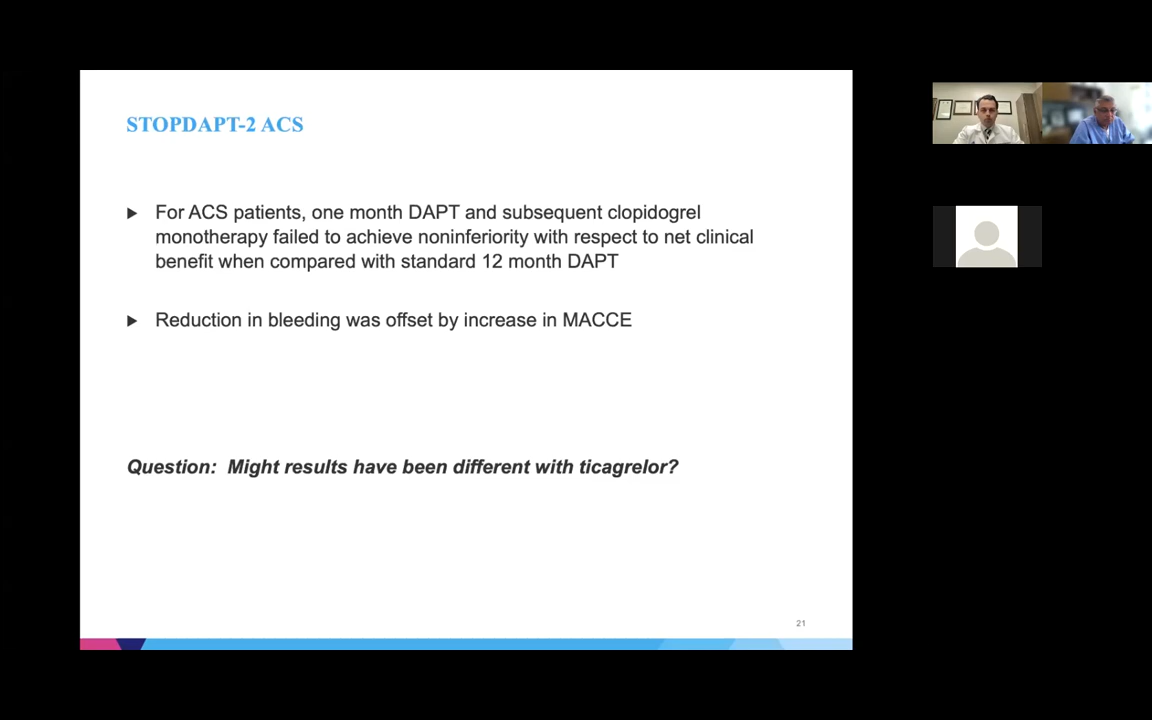 STOPDAPT-2 ACS
For ACS patients, one month DAPT and subsequent clopidogrel
monotherapy failed to achieve noninferiority with respect to net clinical
benefit when compared with standard 12 month DAPT
Reduction in bleeding was offset by increase in MACCE
Question: Might results have been different with ticagrelor?
21